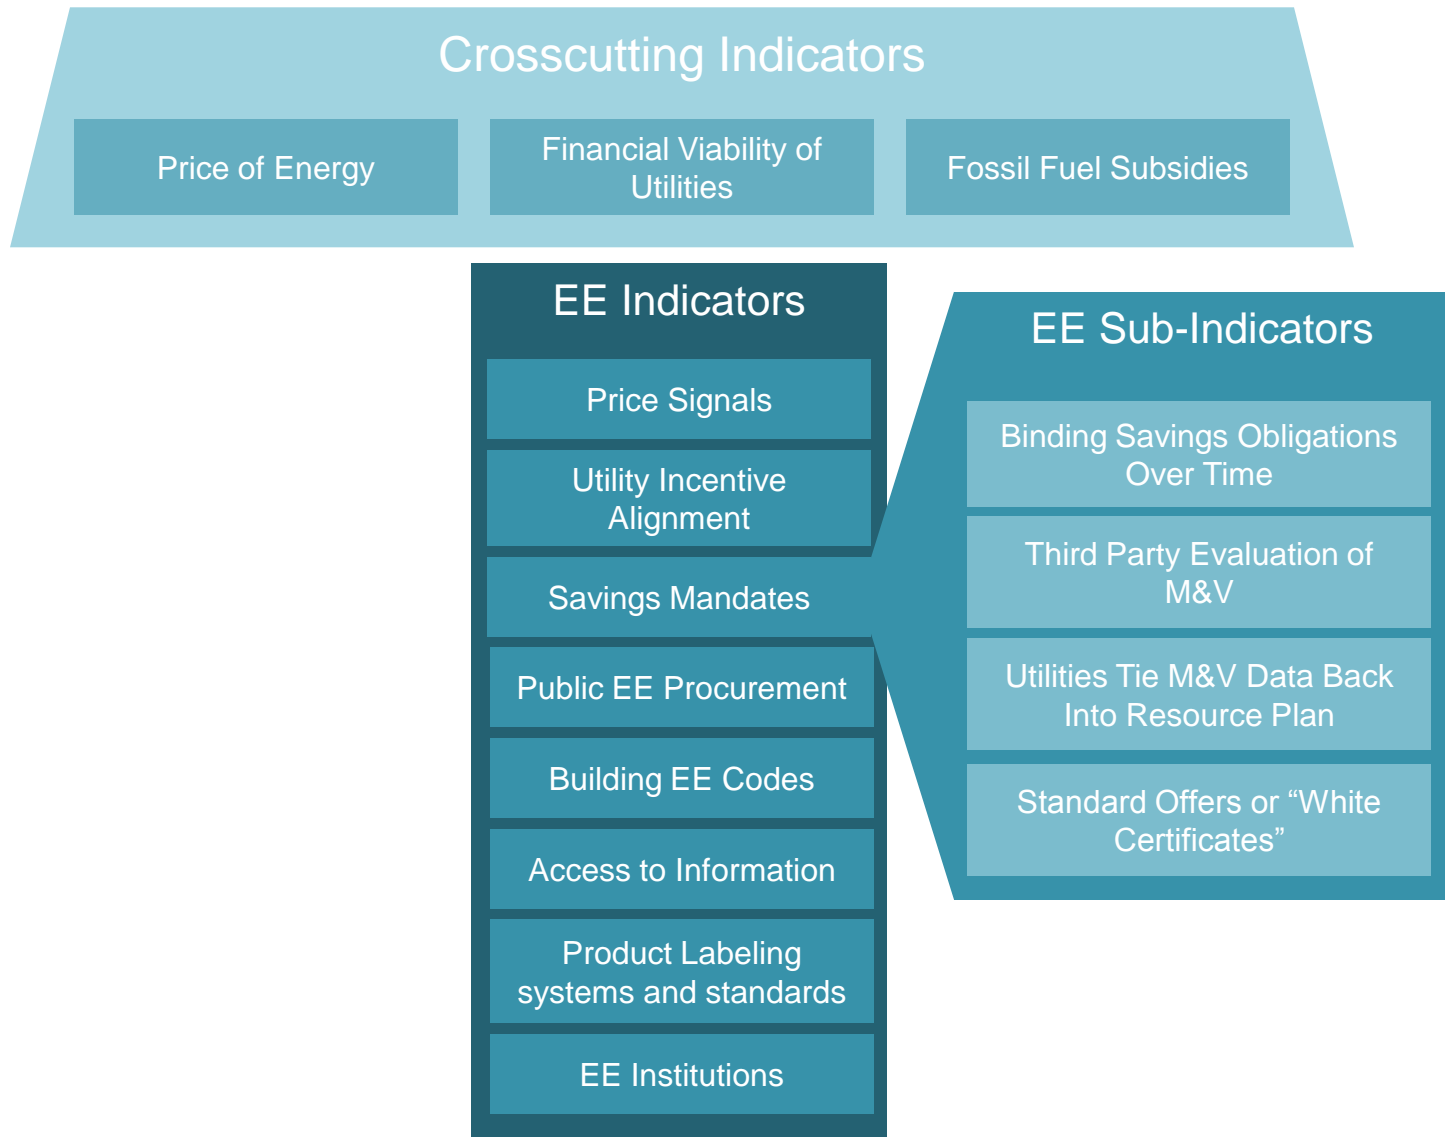 Crosscutting Indicators
Price of Energy
Financial Viability of
Utilities
Fossil Fuel Subsidies
EE Indicators
Price Signals
Utility Incentive
Alignment
Savings Mandates
Public EE Procurement
Building EE Codes
Access to Information
Product Labeling
systems and standards
EE Institutions
EE Sub-Indicators
Binding Savings Obligations
Over Time
Third Party Evaluation of
M&V
Utilities Tie M&V Data Back
Into Resource Plan
Standard Offers or “White
Certificates”